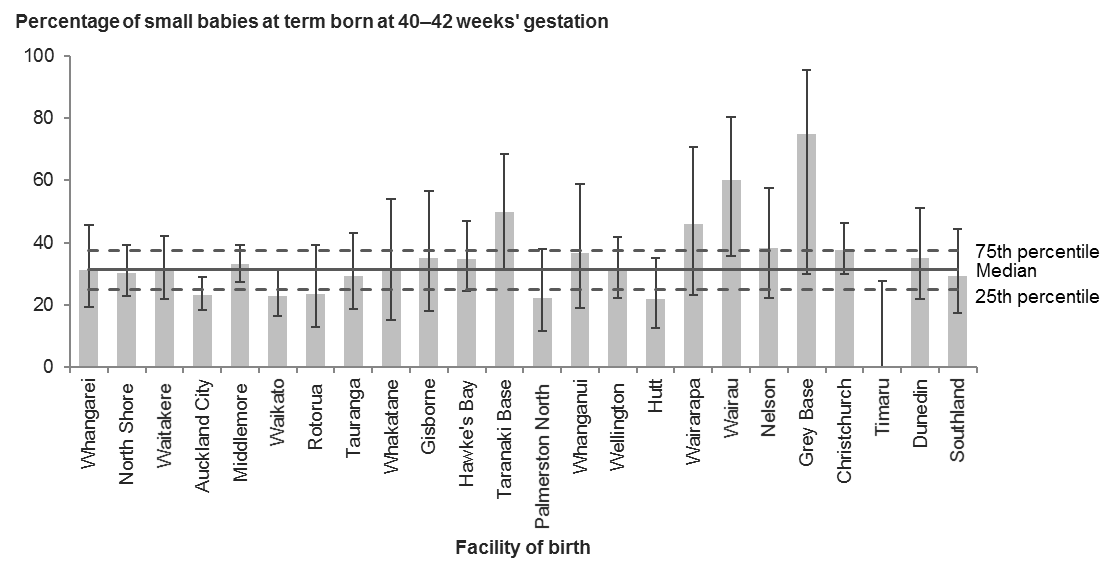 Percentage of small babies at term born at 40–42 weeks' gestation
100
80
60
40
20
0
75th percentile
Median
25th percentile
Whangarei
North Shore
Waitakere
Auckland City
Middlemore
Waikato
Rotorua
Tauranga
Whakatane
Gisborne
Hawke's Bay
Taranaki Base
Palmerston North
Whanganui
Wellington
Hutt
Wairarapa
Wairau
Nelson
Grey Base
Christchurch
Timaru
Dunedin
Southland
Facility of birth